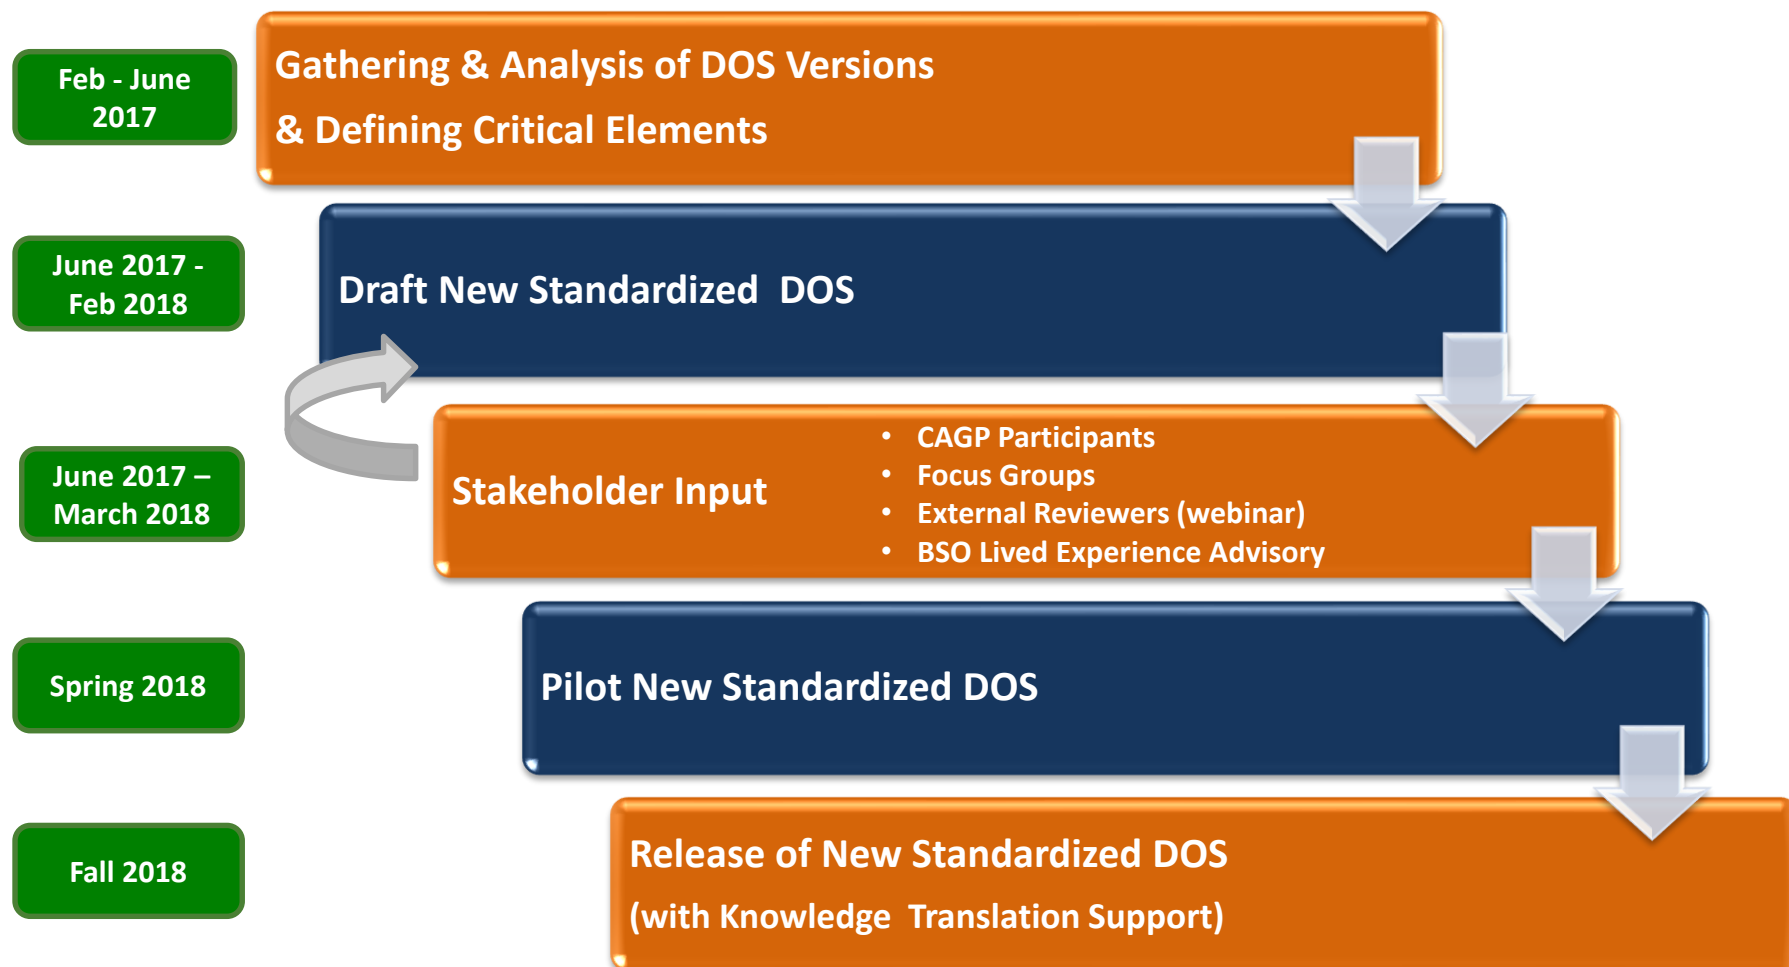 Feb - June
2017
Gathering & Analysis of DOS Versions
& Defining Critical Elements
June 2017 -
Feb 2018
Draft New Standardized  DOS
June 2017 –
March 2018
Stakeholder Input
• CAGP Participants
• Focus Groups
• External Reviewers (webinar)
• BSO Lived Experience Advisory
Spring 2018
Pilot New Standardized DOS
Fall 2018
Release of New Standardized DOS
(with Knowledge  Translation Support)